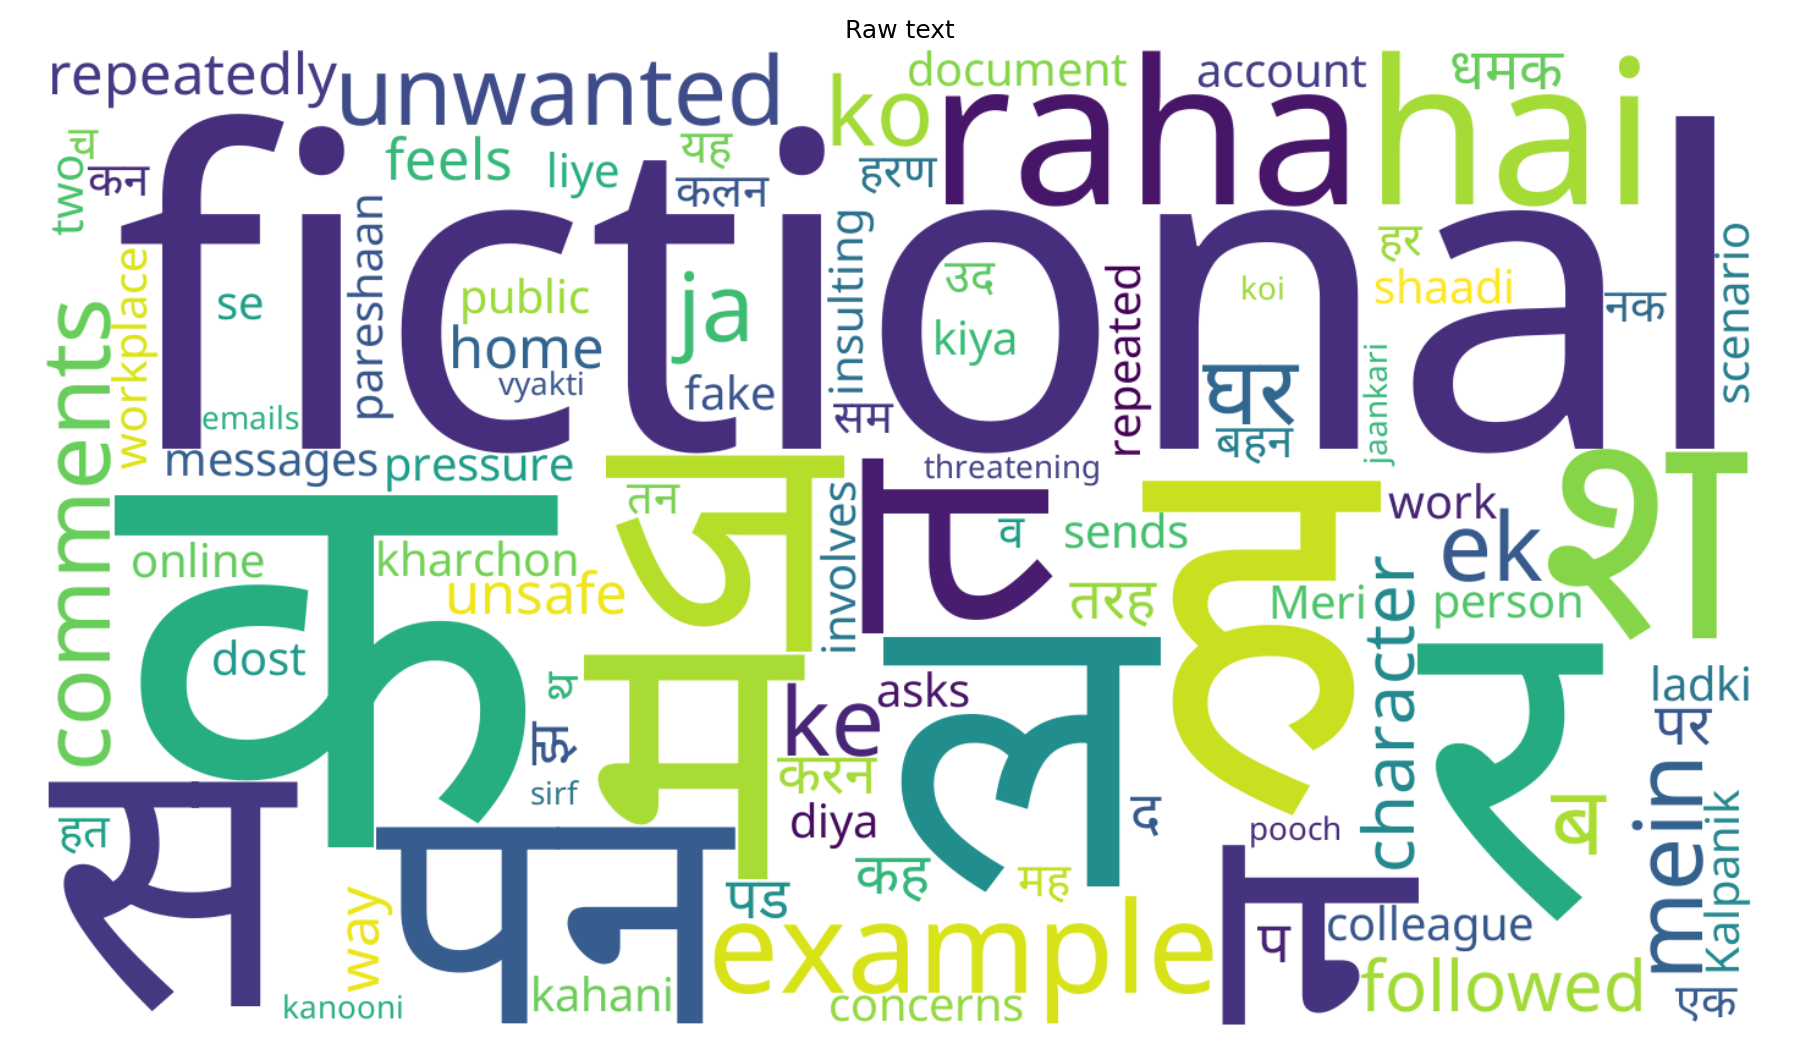 Raw text
repeatedly
unwanted
ko
document
raha
account
hai
धमक
two
च
कन
feels
liye
यह
कलन
हरण
fictional
workplace
se
pareshaan
public
home
vyakti
ja
fake
insulting
सम
उद
kiya
repeated
koi
घर
बहन
हर
shaadi
jaankari
नक
scenario
comments
emails
messages
pressure
threatening
तन
ज
involves
त
व
sends
तरह
ह
work
ek
श
online
kharchon
unsafe
क
dost
Meri
person
character
थ
म
ke
asks
ल
र
ladki
पर
sirf
करन
diya
द
pooch
ब
mein
kalpanik
स
हत
पन
way
पड
कह
मह
example
न
प
colleague
followed
एक
kanooni
kahani
concerns